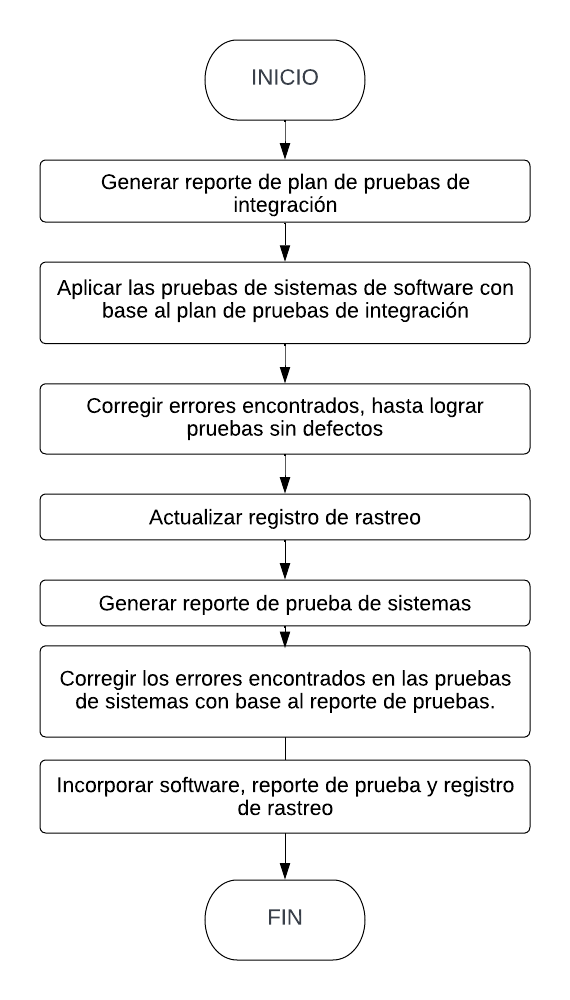 INICIO
Generar reporte de plan de pruebas de
integración
Aplicar las pruebas de sistemas de software con
base al plan de pruebas de integración
Corregir errores encontrados, hasta lograr
pruebas sin defectos
Actualizar registro de rastreo
Generar reporte de prueba de sistemas
Corregir los errores encontrados en las pruebas
de sistemas con base al reporte de pruebas.
Incorporar software, reporte de prueba y registro
de rastreo
FIN